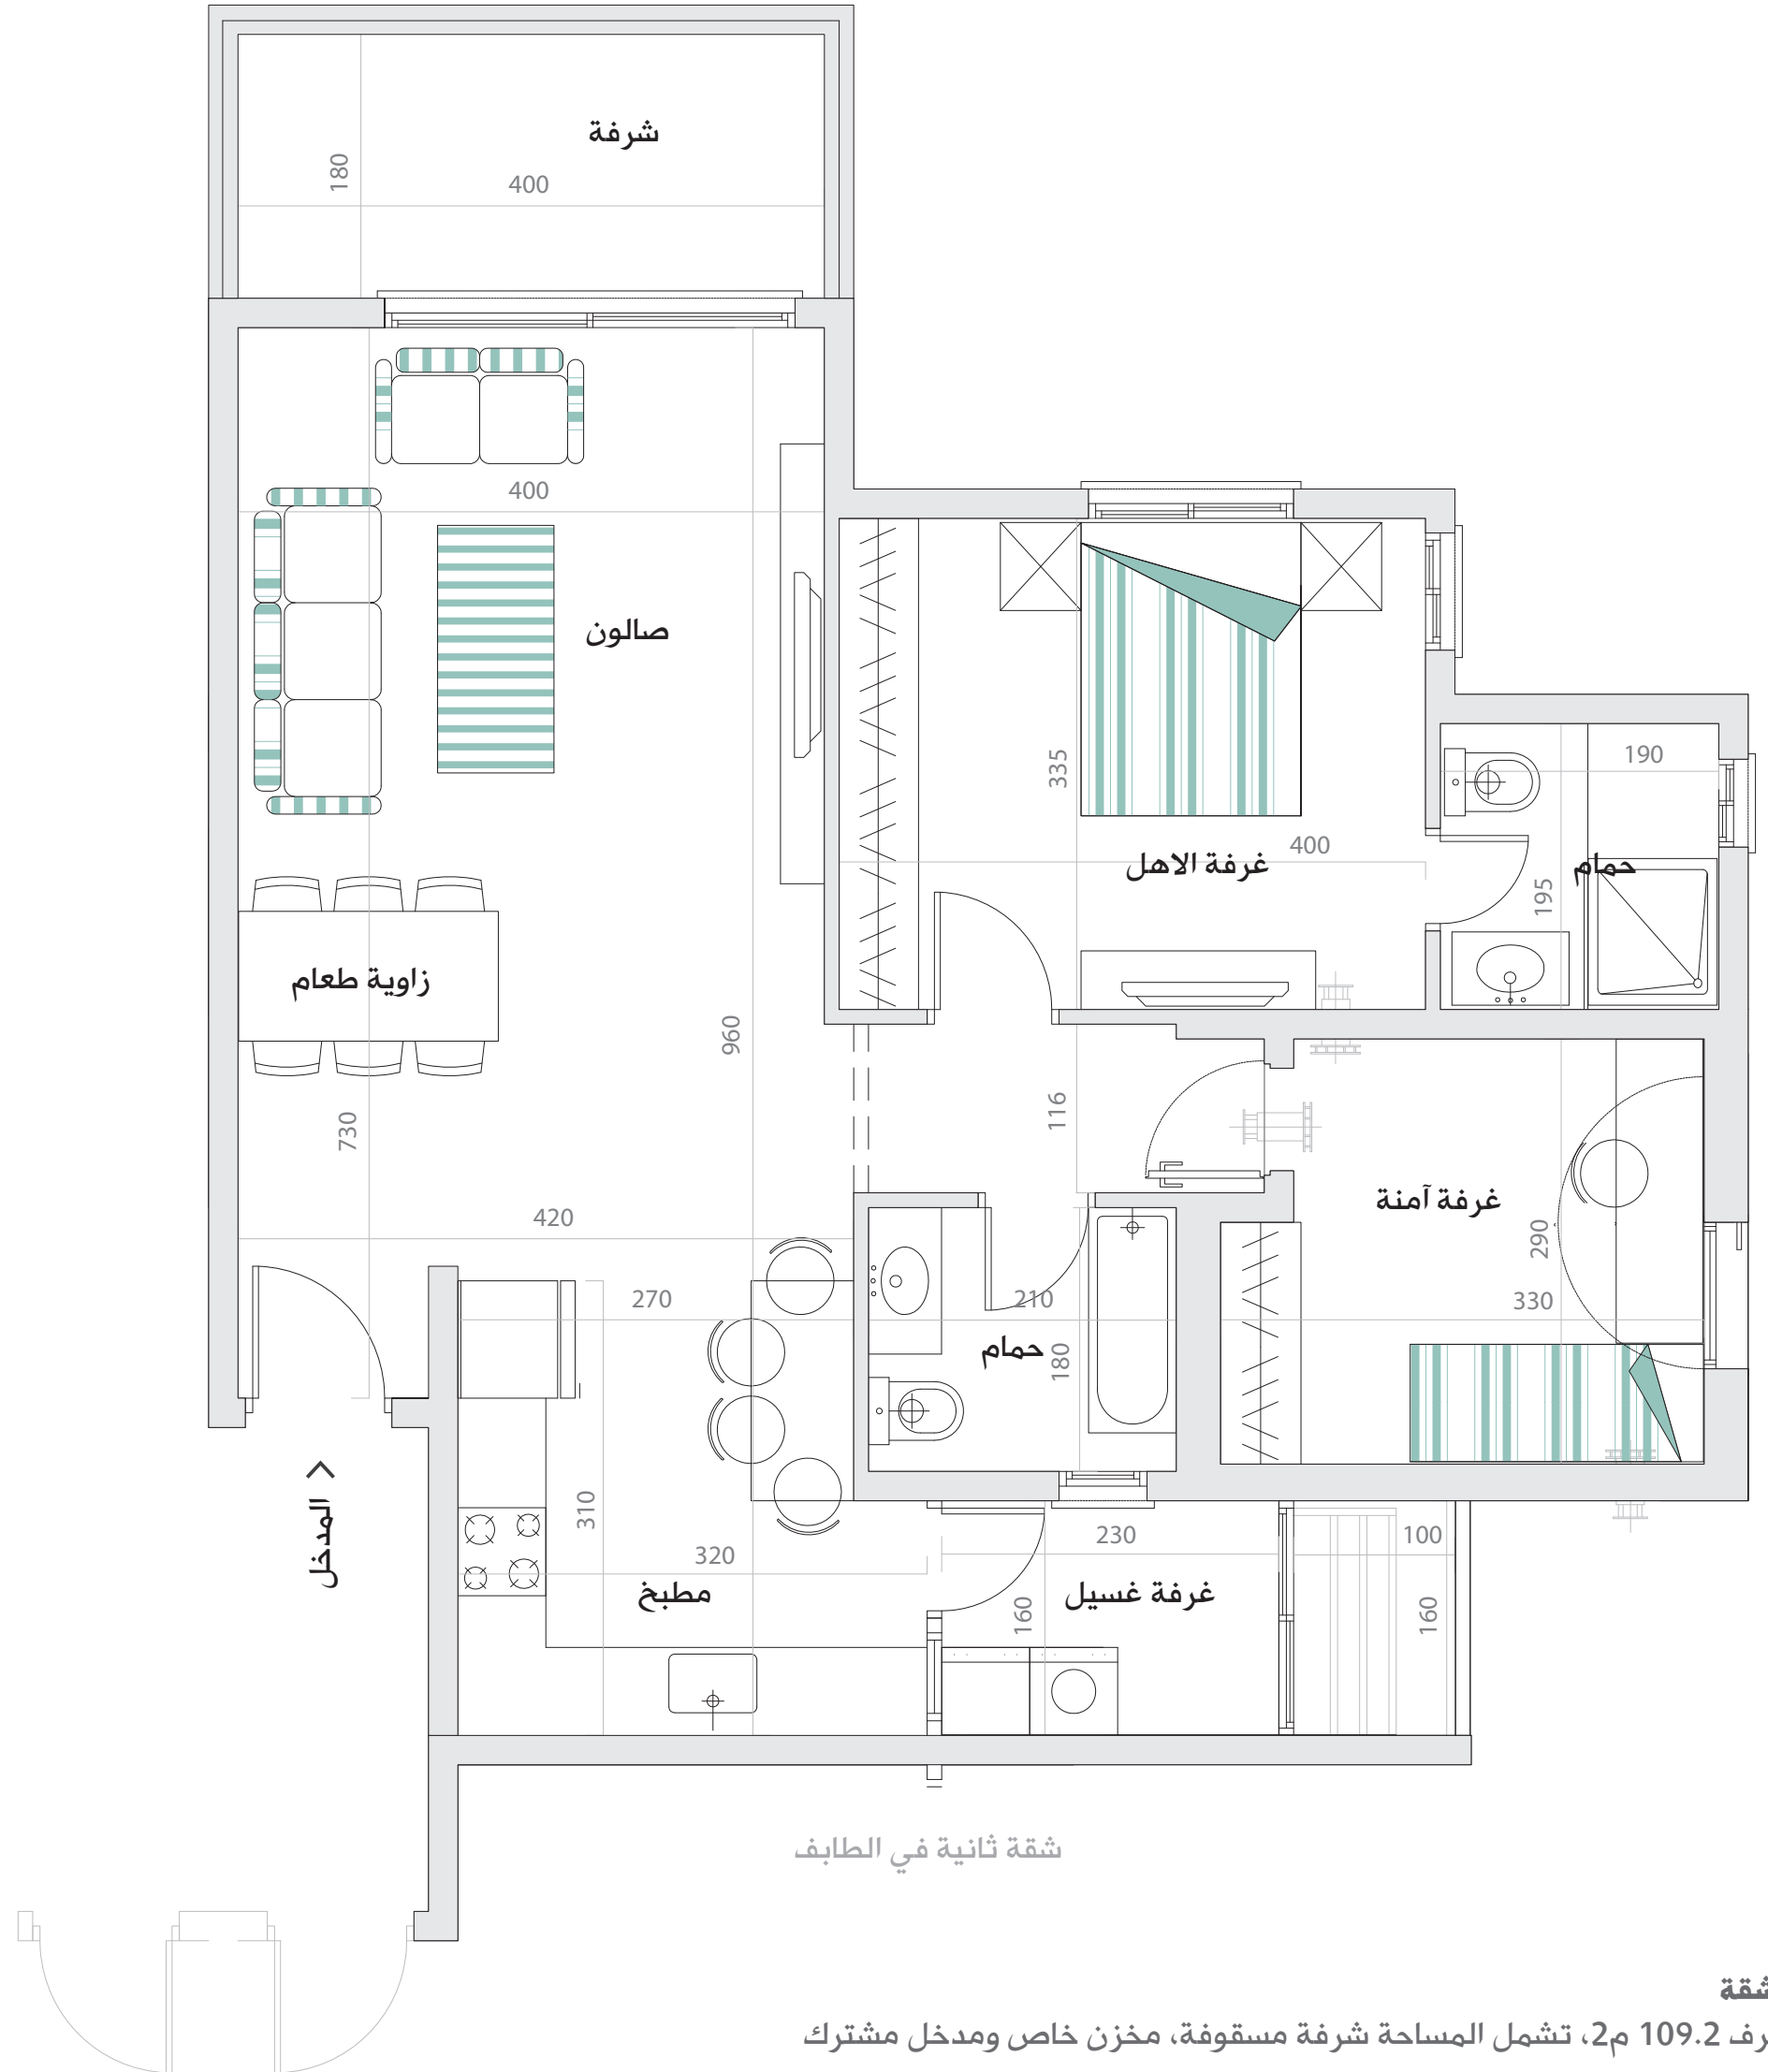 شرفة
180
400
400
صالون
335
190
غرفة الاهل
400
حمام
195
زاوية طعام
960
730
116
غرفة آمنة
290
420
270
210
330
حمام
180
المدخل >
310
320
230
100
مطبخ
غرفة غسيل
160
160
شقة ثانية في الطابف
شقة
رف 109.2 م2، تشمل المساحة شرفة مسقوفة، مخزن خاص ومدخل مشترك